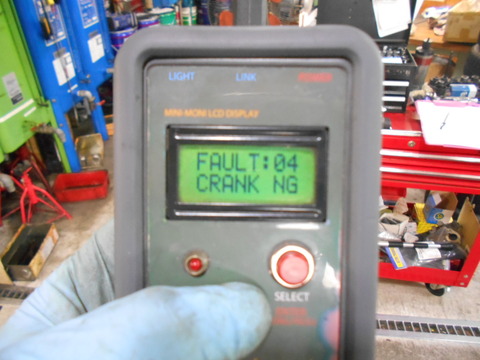 LIGHT LINK POWER
MINI-MONI LCD DISPLAY
FAULT:04
CRANK NG
SELECT